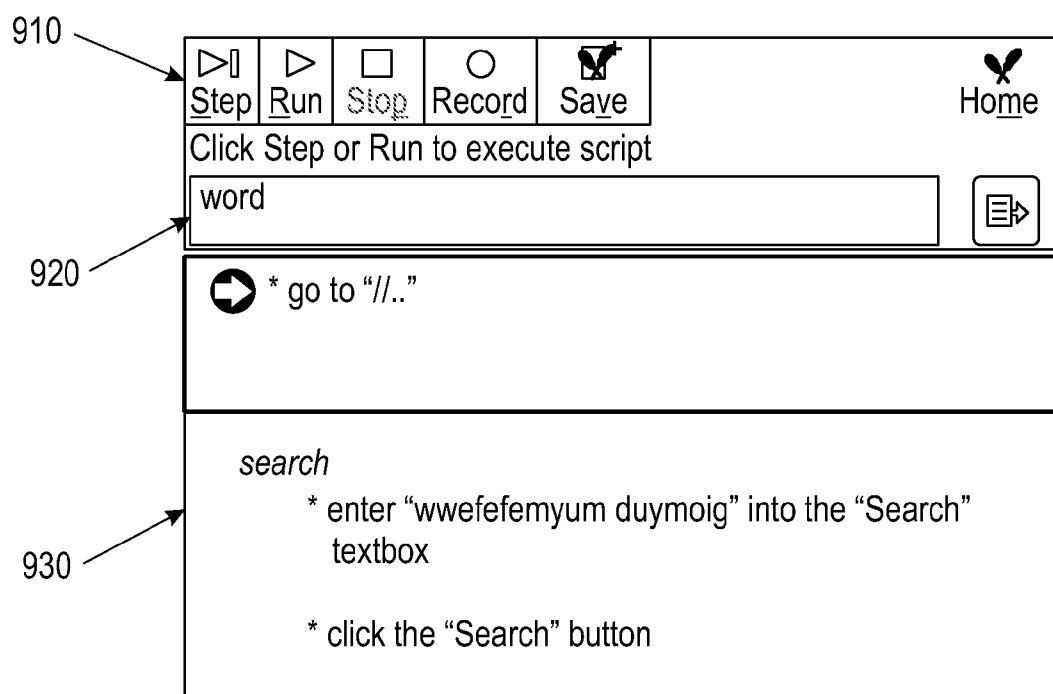 910
Step Run Stop Record Save Home
Click Step or Run to execute script
word
920
* go to “//..”
search
* enter “wwefefemyum duymoig” into the “Search”
textbox
930
* click the “Search” button